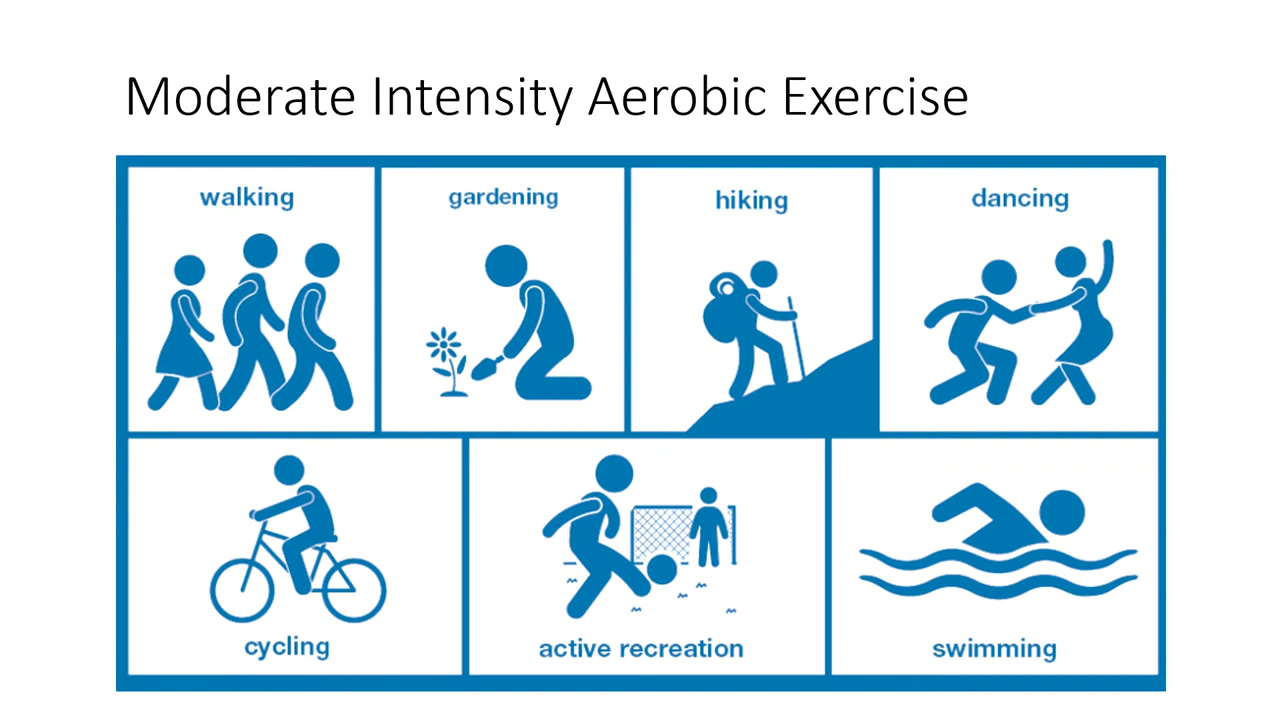 Moderate Intensity Aerobic Exercise
walking
gardening
hiking
dancing
cycling
active recreation
swimming